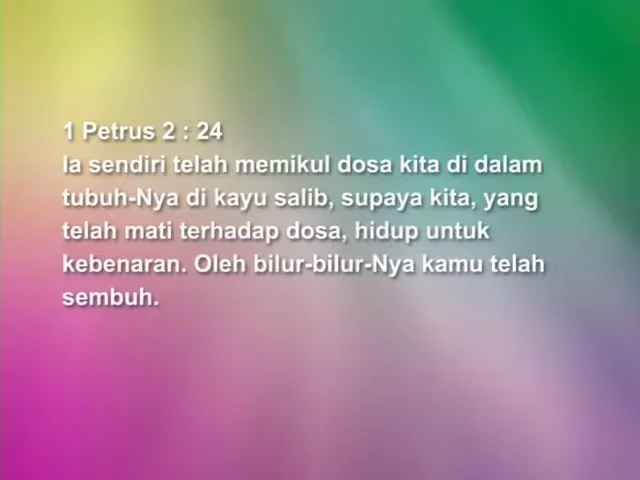 1 Petrus 2 : 24
Ia sendiri telah memikul dosa kita di dalam
tubuh-Nya di kayu salib, supaya kita, yang
telah mati terhadap dosa, hidup untuk
kebenaran. Oleh bilur-bilur-Nya kamu telah
sembuh.